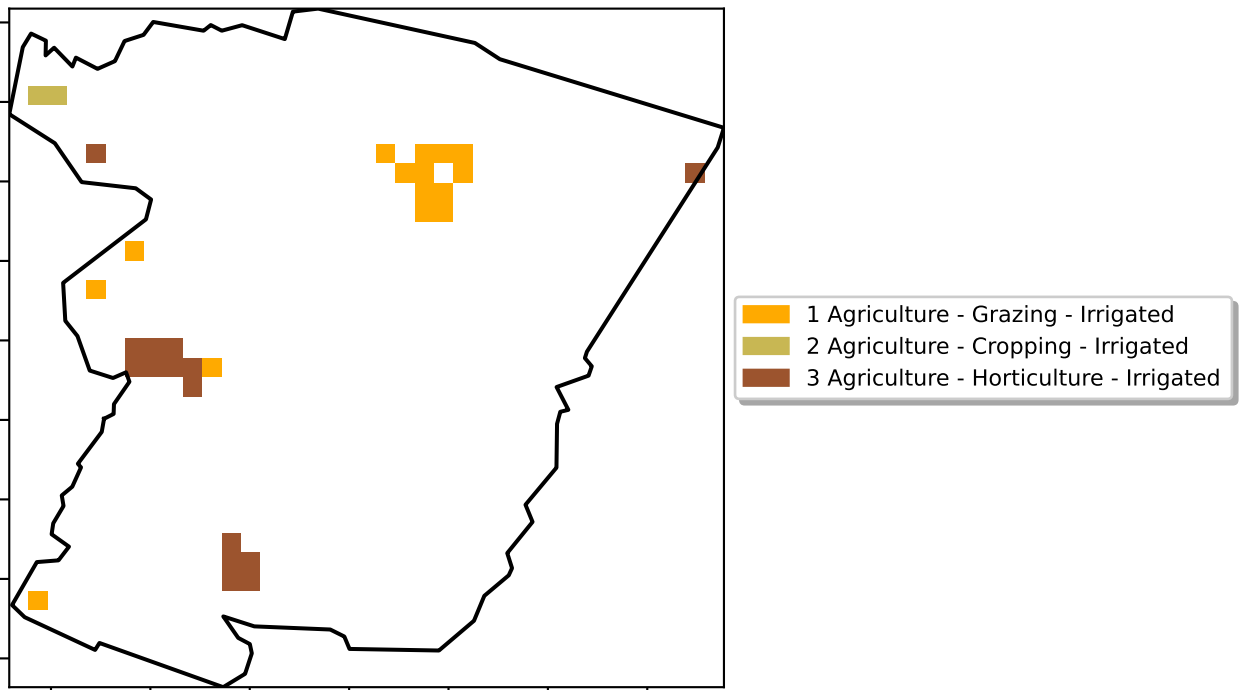 1 Agriculture - Grazing - Irrigated
2 Agriculture - Cropping - Irrigated
3 Agriculture - Horticulture - Irrigated